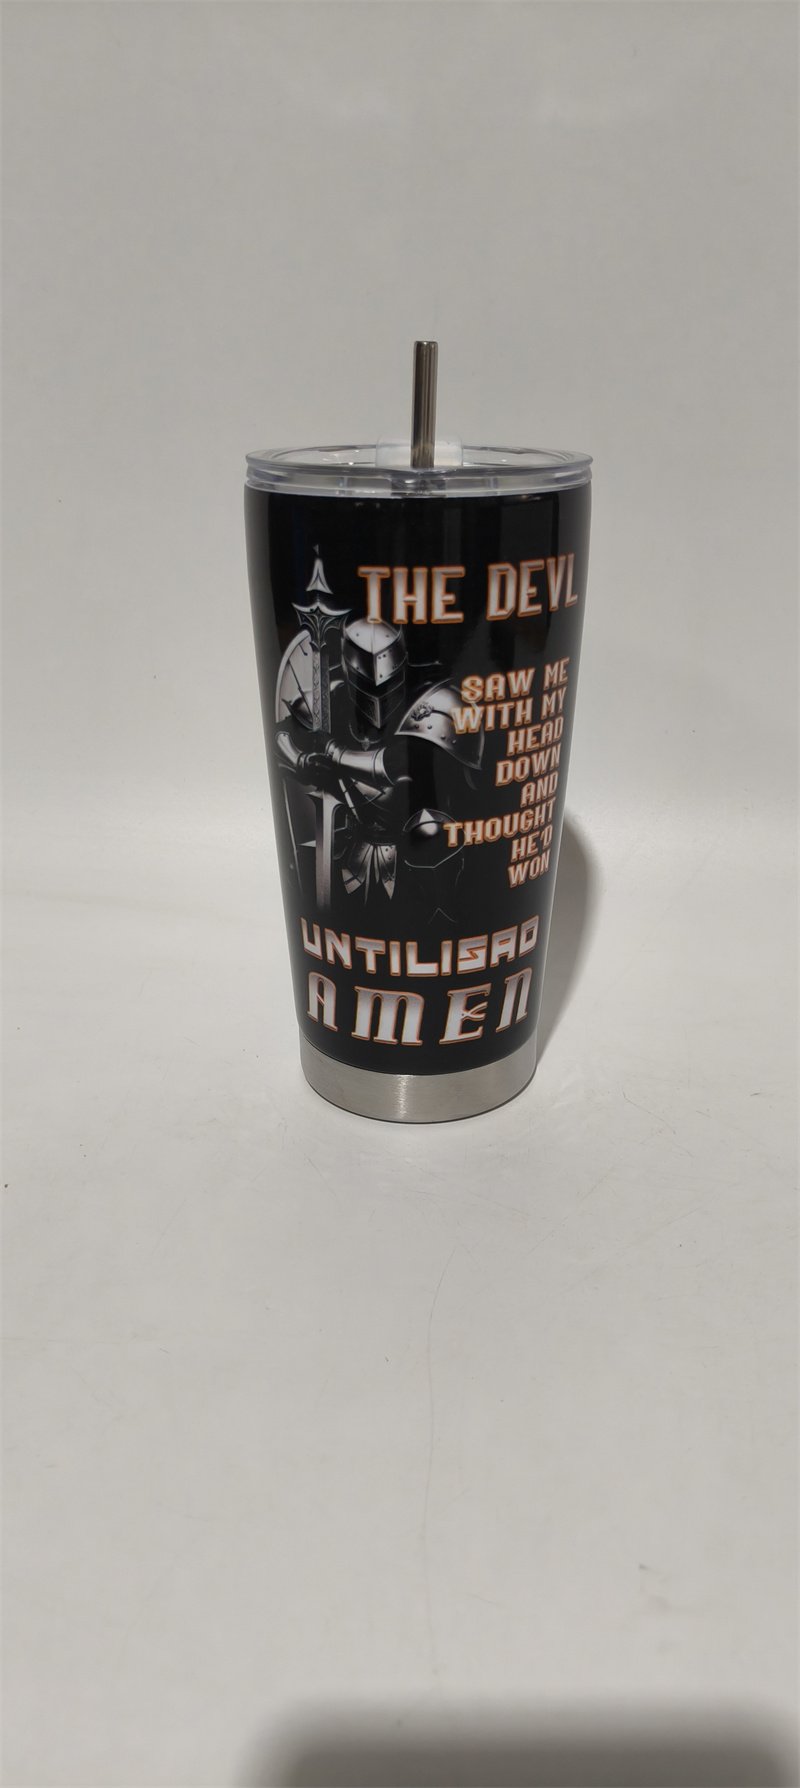 THE DEVL
SAW ME
WITH MY
HEAD
DOWN
AND
THOUGHT
HE'D
WON
UNTILISAD
AMEN